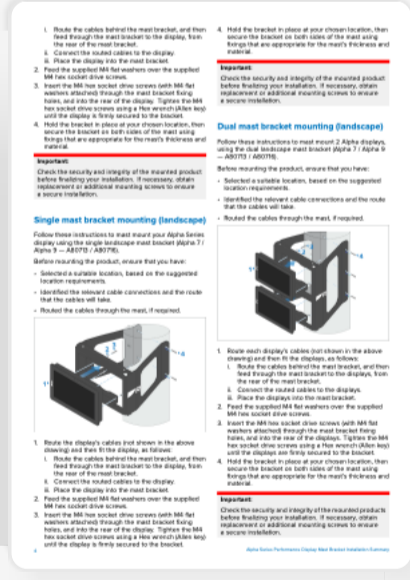 i. Route the cables behind the mast bracket, and then
feed through the mast bracket to the display, from
the rear of the mast bracket.
ii. Connect the routed cables to the display.
iii. Place the display into the mast bracket.
2. Feed the supplied M4 flat washers over the supplied
M4 hex socket drive screws.
3. Insert the M4 hex socket drive screws (with M4 flat
washers attached) through the mast bracket fixing
holes, and into the rear of the display. Tighten the M4
hex socket drive screws using a Hex wrench (Allen key)
until the display is firmly secured to the bracket.
4. Hold the bracket in place at your chosen location, then
secure the bracket on both sides of the mast using
fixings that are appropriate for the mast's thickness and
material.
Important:
Check the security and integrity of the mounted product
before finalizing your installation. If necessary, obtain
replacement or additional mounting screws to ensure
a secure installation.
Single mast bracket mounting (landscape)
Follow these instructions to mast mount your Alpha Series
display using the single landscape mast bracket (Alpha 7 /
Alpha 9 — A80713 / A80716).
Before mounting the product, ensure that you have:
• Selected a suitable location, based on the suggested
location requirements.
• Identified the relevant cable connections and the route
that the cables will take.
• Routed the cables through the mast, if required.
1. Route the display's cables (not shown in the above
drawing) and then fit the display, as follows:
i. Route the cables behind the mast bracket, and then
feed through the mast bracket to the display, from
the rear of the mast bracket.
ii. Connect the routed cables to the display.
iii. Place the display into the mast bracket.
2. Feed the supplied M4 flat washers over the supplied
M4 hex socket drive screws.
3. Insert the M4 hex socket drive screws (with M4 flat
washers attached) through the mast bracket fixing
holes, and into the rear of the display. Tighten the M4
hex socket drive screws using a Hex wrench (Allen key)
until the display is firmly secured to the bracket.
4. Hold the bracket in place at your chosen location, then
secure the bracket on both sides of the mast using
fixings that are appropriate for the mast's thickness and
material.
Important:
Check the security and integrity of the mounted product
before finalizing your installation. If necessary, obtain
replacement or additional mounting screws to ensure
a secure installation.
Dual mast bracket mounting (landscape)
Follow these instructions to mast mount 2 Alpha displays,
using the dual landscape mast bracket (Alpha 7 / Alpha 9
— A80713 / A80716).
Before mounting the product, ensure that you have:
• Selected a suitable location, based on the suggested
location requirements.
• Identified the relevant cable connections and the route
that the cables will take.
• Routed the cables through the mast, if required.
1. Route each display's cables (not shown in the above
drawing) and then fit the displays, as follows:
i. Route the cables behind the mast bracket, and then
feed through the mast bracket to the displays, from
the rear of the mast bracket.
ii. Connect the routed cables to the displays.
iii. Place the displays into the mast bracket.
2. Feed the supplied M4 flat washers over the supplied
M4 hex socket drive screws.
3. Insert the M4 hex socket drive screws (with M4 flat
washers attached) through the mast bracket fixing
holes, and into the rear of the displays. Tighten the M4
hex socket drive screws using a Hex wrench (Allen key)
until the displays are firmly secured to the bracket.
4. Hold the bracket in place at your chosen location, then
secure the bracket on both sides of the mast using
fixings that are appropriate for the mast's thickness and
material.
Important:
Check the security and integrity of the mounted products
before finalizing your installation. If necessary, obtain
replacement or additional mounting screws to ensure
a secure installation.
Alpha Series Performance Display Mast Bracket Installation Summary